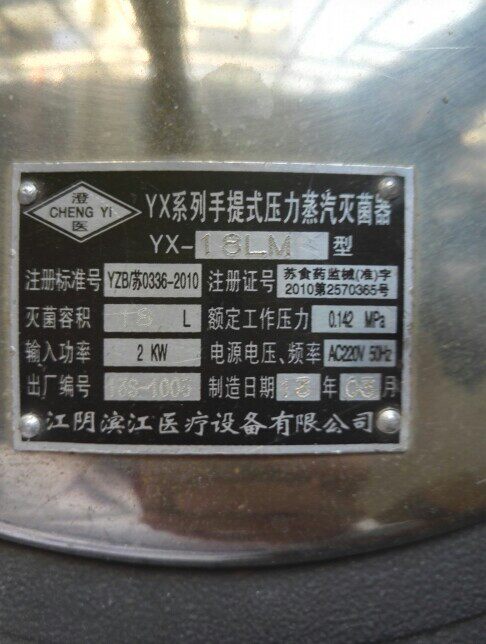 澄
CHENG Yi
医
YX系列手提式压力蒸汽灭菌器
YX-18LM 型
注册标准号 YZB/苏0336-2010 注册证号 苏食药监械(准)字2010第2570365号
灭菌容积 18 L 额定工作压力 0.142 MPa
输入功率 2 KW 电源电压、频率 AC220V 50Hz
出厂编号 制造日期 13 年 03 月
江阴滨江医疗设备有限公司